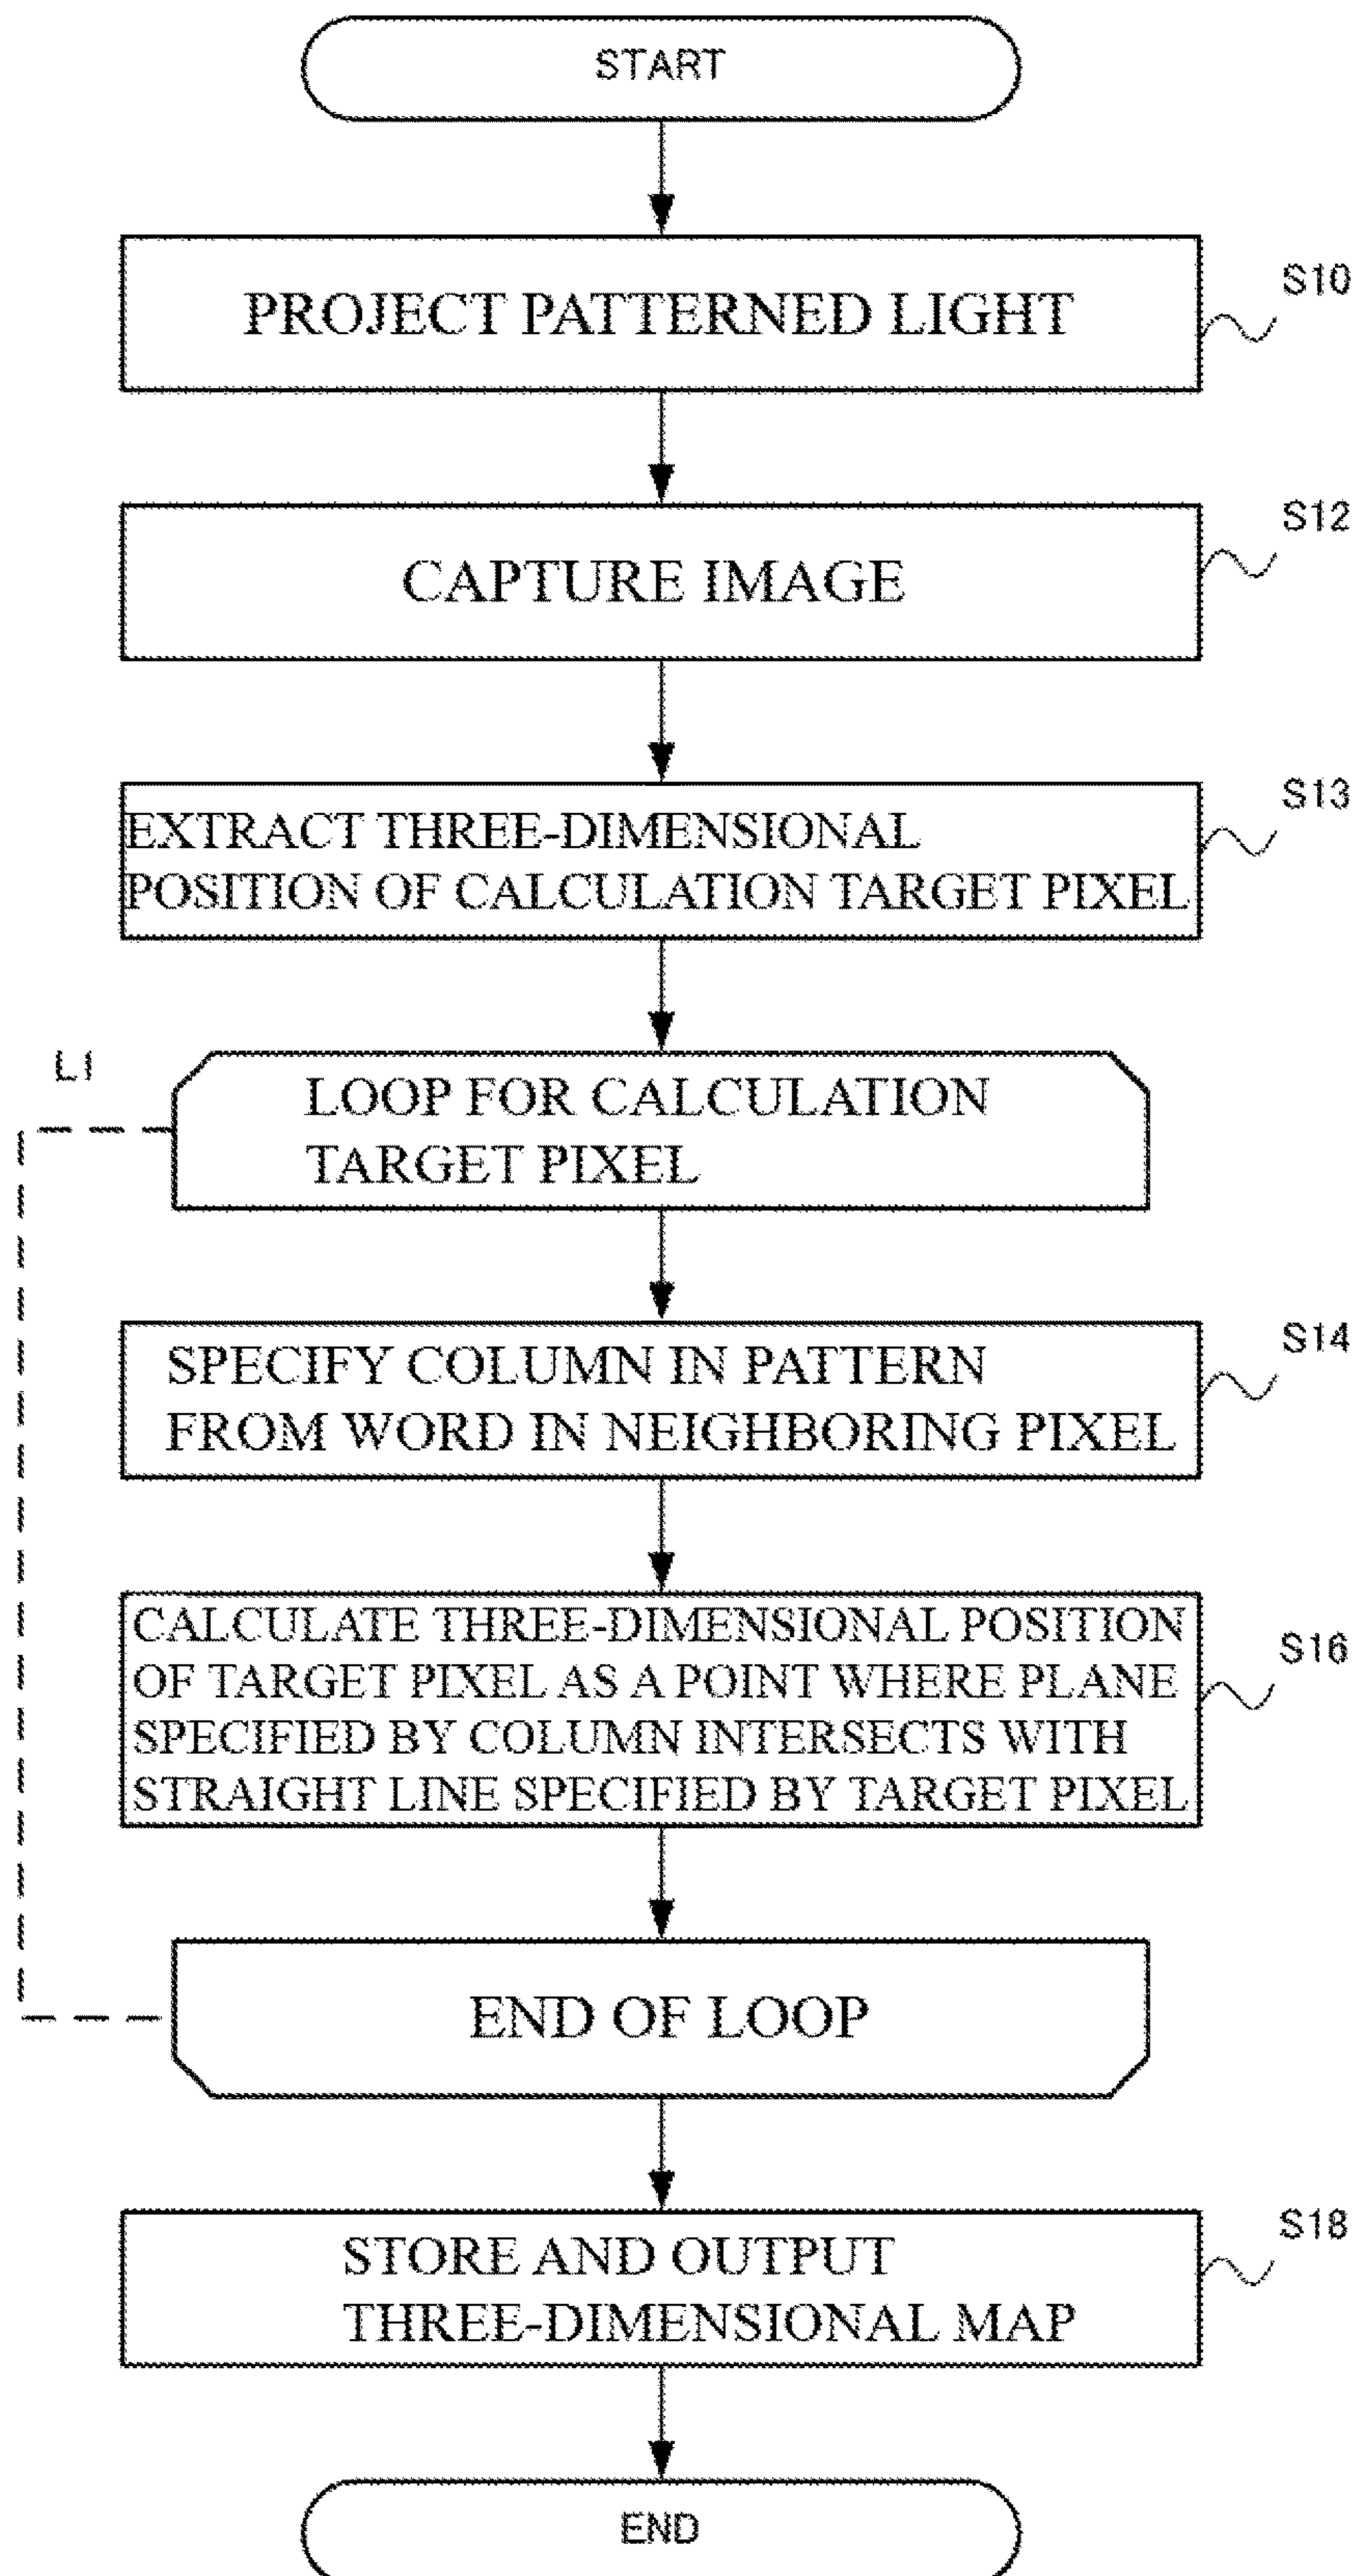 START
S10
PROJECT PATTERNED LIGHT
S12
CAPTURE IMAGE
S13
EXTRACT THREE-DIMENSIONAL
POSITION OF CALCULATION TARGET PIXEL
L1
LOOP FOR CALCULATION
TARGET PIXEL
S14
SPECIFY COLUMN IN PATTERN
FROM WORD IN NEIGHBORING PIXEL
S16
CALCULATE THREE-DIMENSIONAL POSITION
OF TARGET PIXEL AS A POINT WHERE PLANE
SPECIFIED BY COLUMN INTERSECTS WITH
STRAIGHT LINE SPECIFIED BY TARGET PIXEL
END OF LOOP
S18
STORE AND OUTPUT
THREE-DIMENSIONAL MAP
END